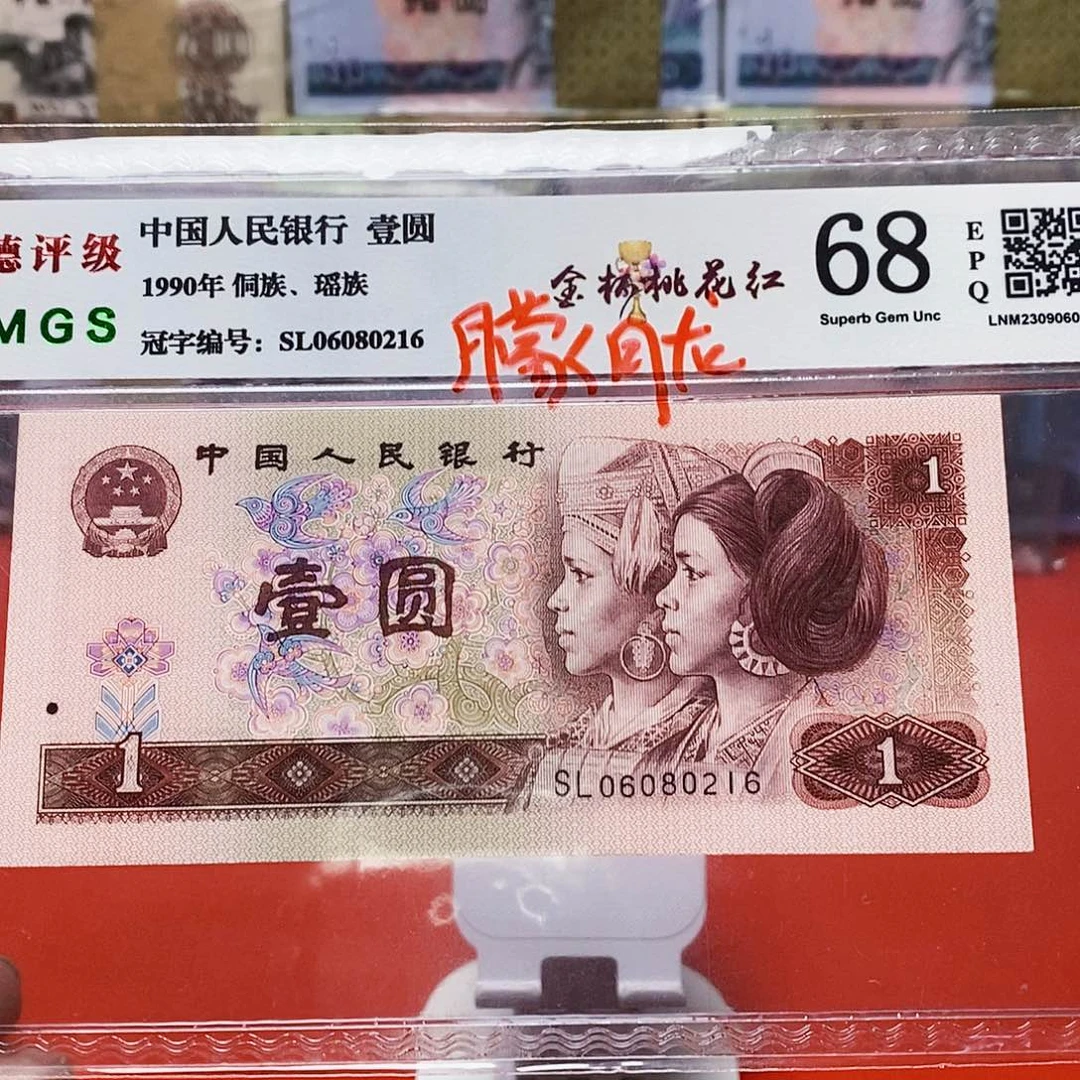 德评级
MGS
中国人民银行 壹圆
1990年 侗族、瑶族
冠字编号：SL06080216
金杯桃花红
68
Superb Gem Unc
EPQ
LNM2309060
中国人民银行
1
壹圆
1
SL06080216
1